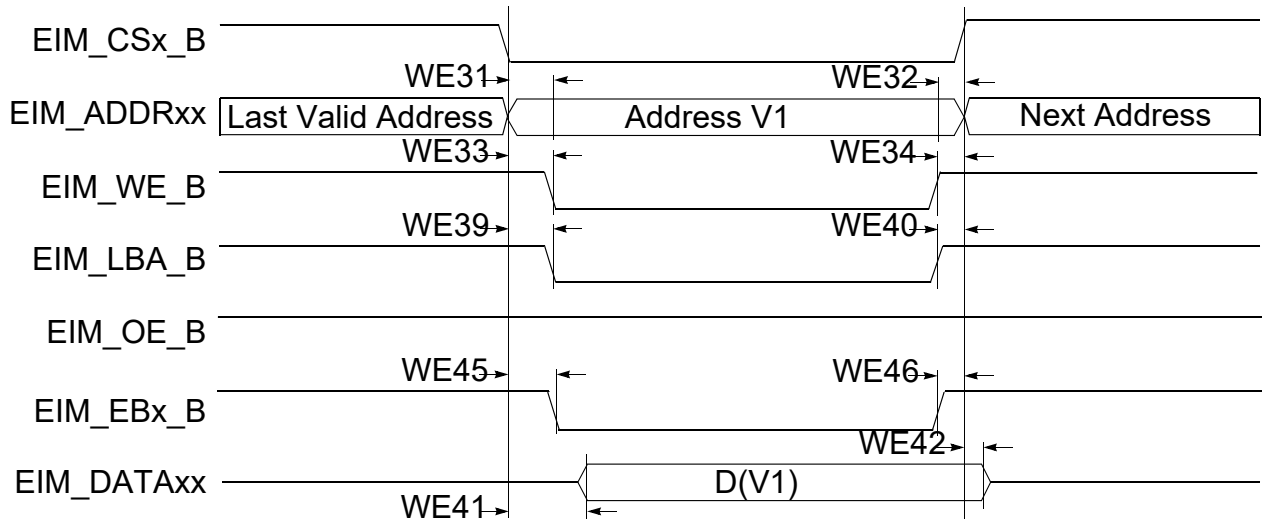 EIM_CSx_B
WE31 WE32
EIM_ADDRxx Last Valid Address Address V1 Next Address
WE33 WE34
EIM_WE_B
WE39 WE40
EIM_LBA_B
EIM_OE_B
WE45 WE46
EIM_EBx_B
WE42
EIM_DATAxx D(V1)
WE41